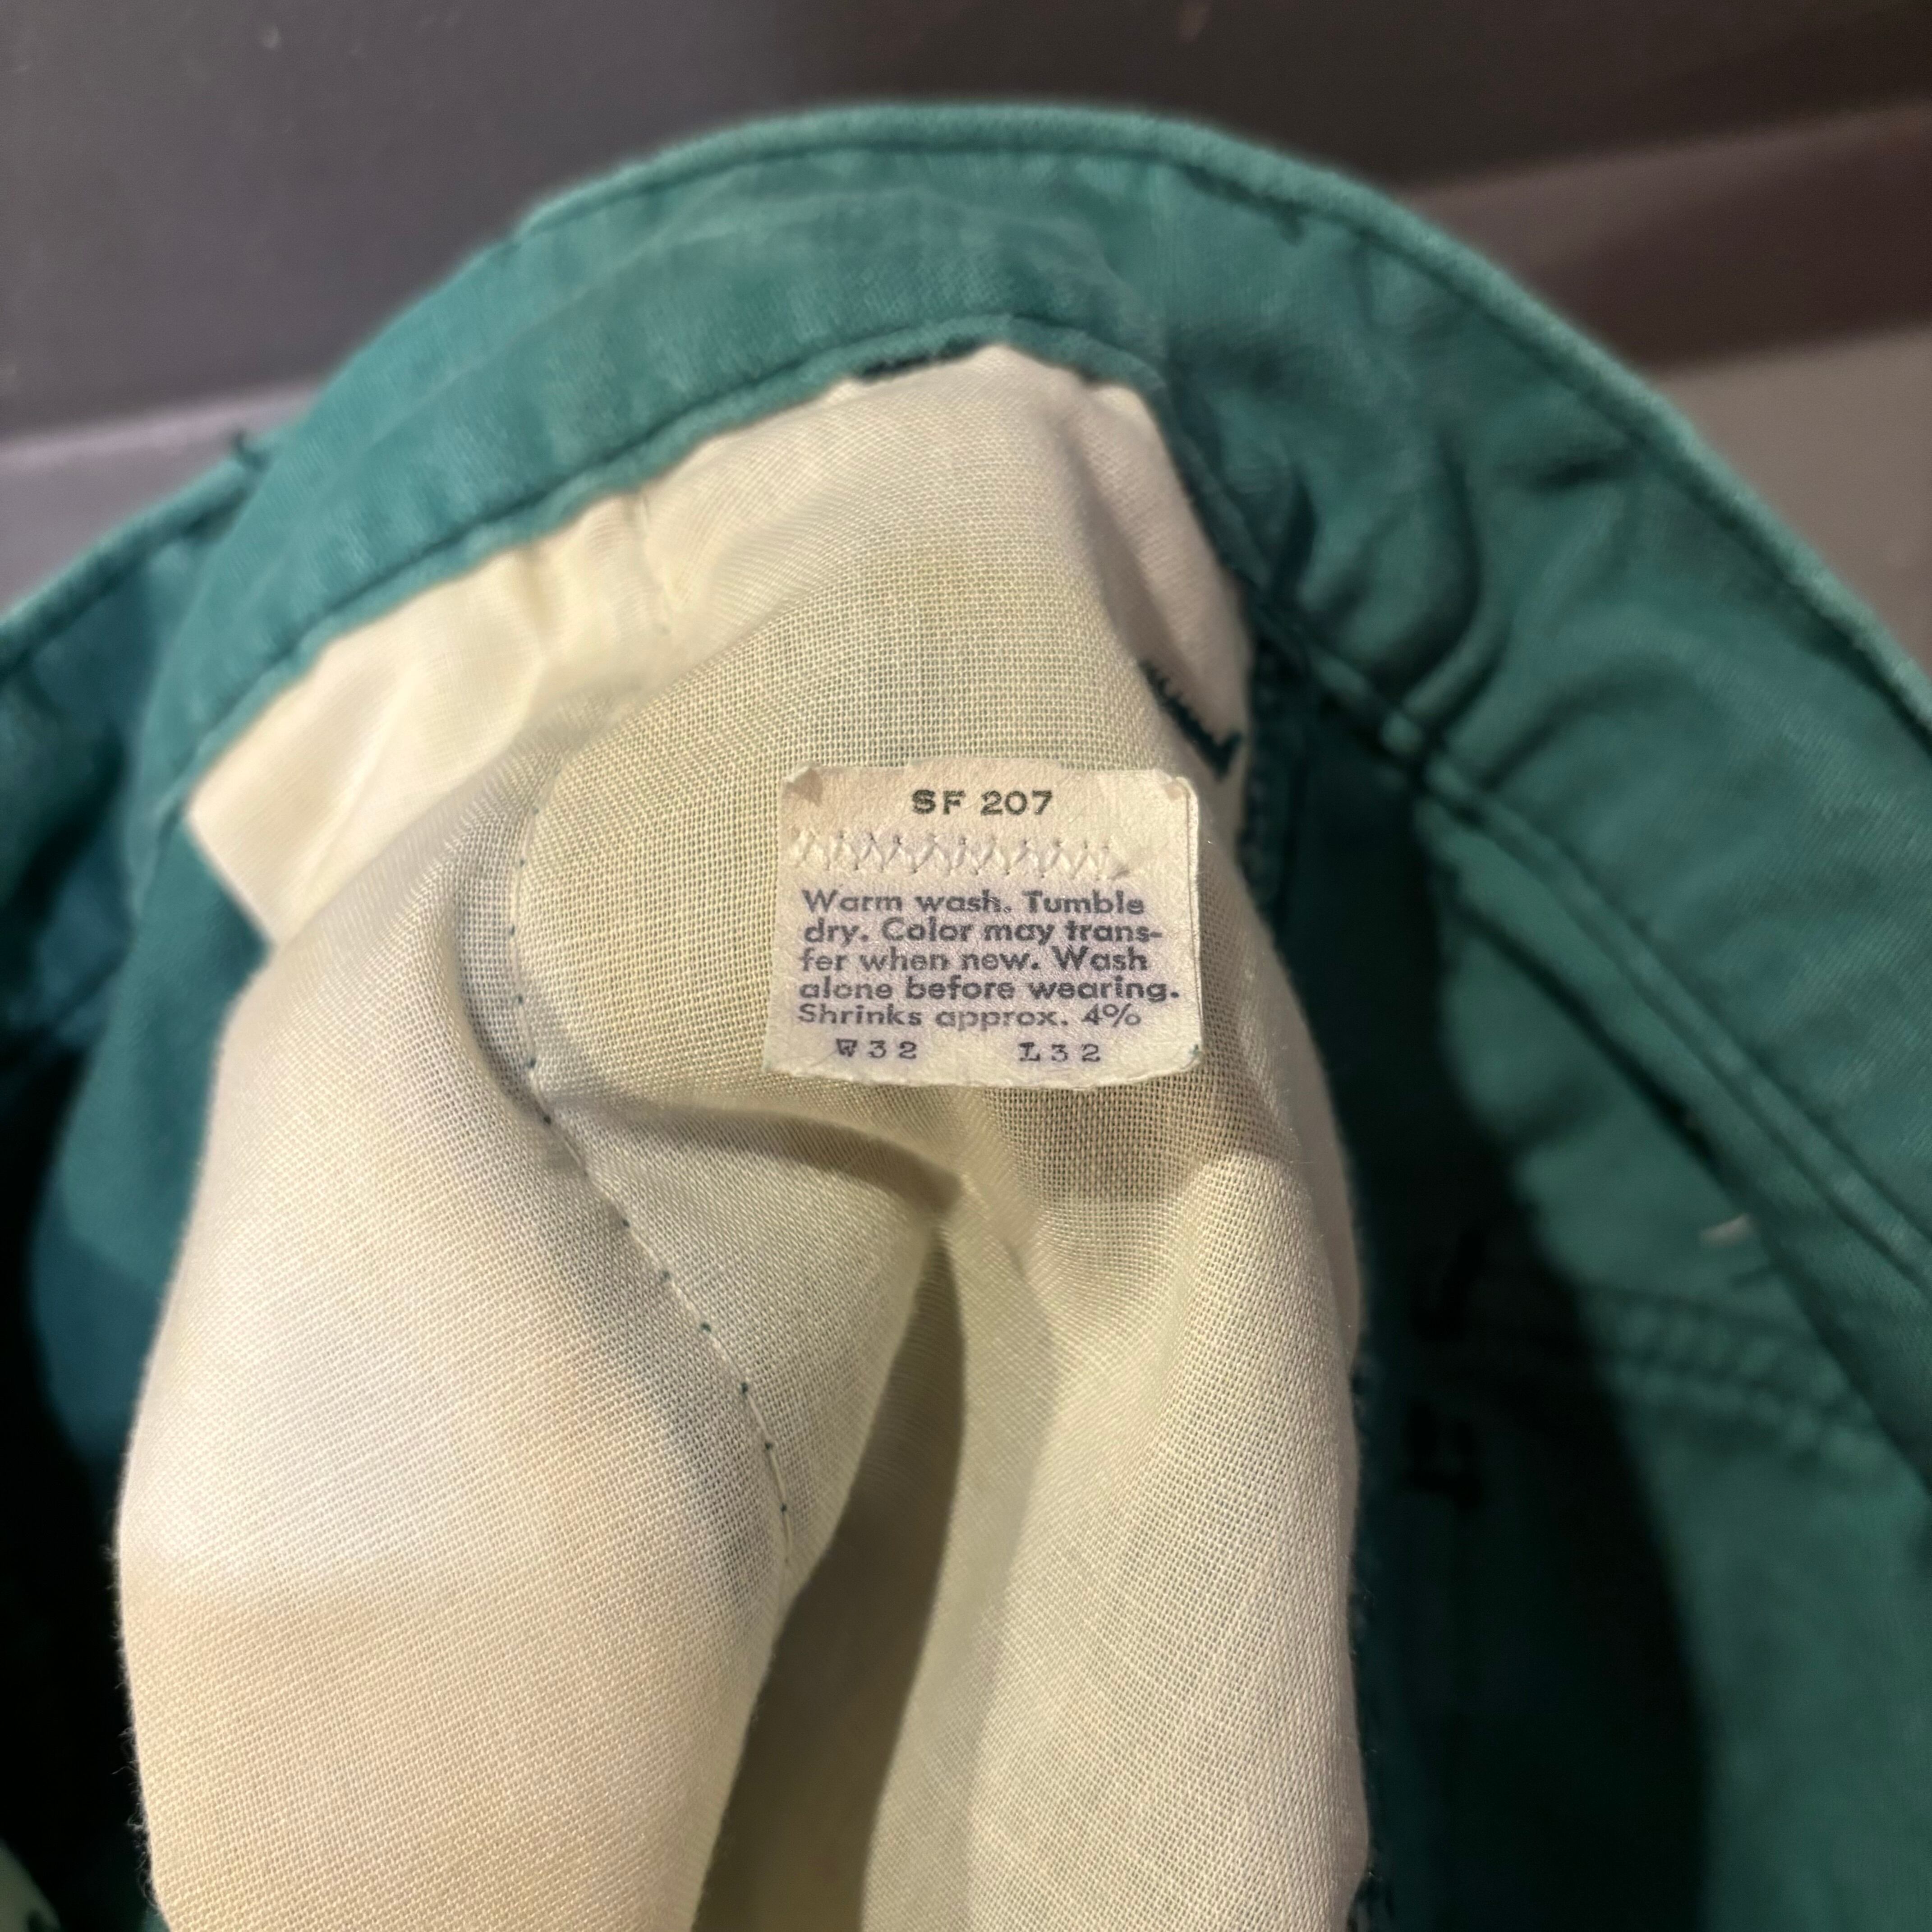 SF 207
Warm wash. Tumble
dry. Color may trans-
fer when new. Wash
alone before wearing.
Shrinks approx. 4%
W32 L32